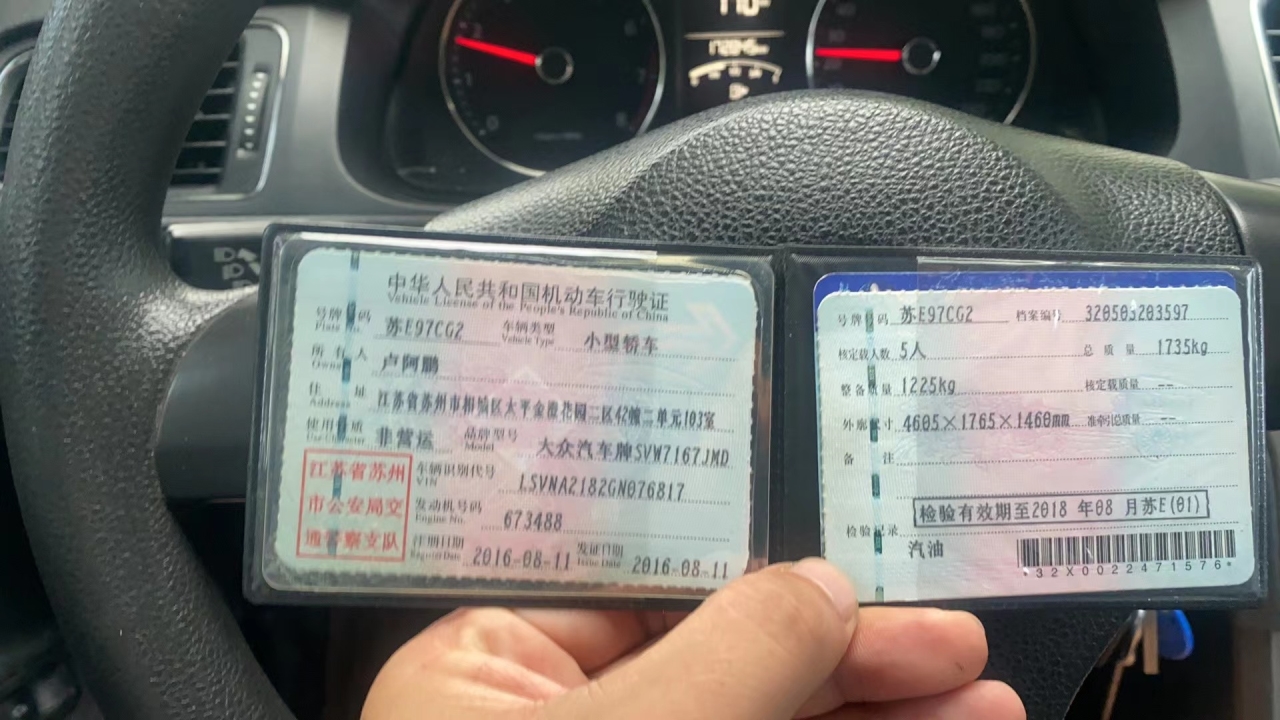 中华人民共和国机动车行驶证
Vehicle License of the People's Republic of China
号牌号码 苏E97CG2 车辆类型 小型轿车
Plate No. Vehicle Type
所有人 卢阿鹏
Owner
住址 江苏省苏州市相城区太平金澄花园二区42幢二单元103室
Address
使用性质 非营运 品牌型号 大众汽车牌SVW7167JMD
Use Character Model
江苏省苏州
市公安局交
通警察支队
车辆识别代号 LSVNA2182GN076817
VIN
发动机号码 673488
Engine No.
注册日期 2016-08-11 发证日期 2016-08-11
Register Date Issue Date
号牌号码 苏E97CG2 档案编号 320505203597
核定载人数 5人 总质量 1735kg
整备质量 1225kg 核定载质量 --
外廓尺寸 4605×1765×1460mm 准牵引总质量 --
备注
检验有效期至2018年08月苏E(01)
检验记录
汽油
*32X0022471576*